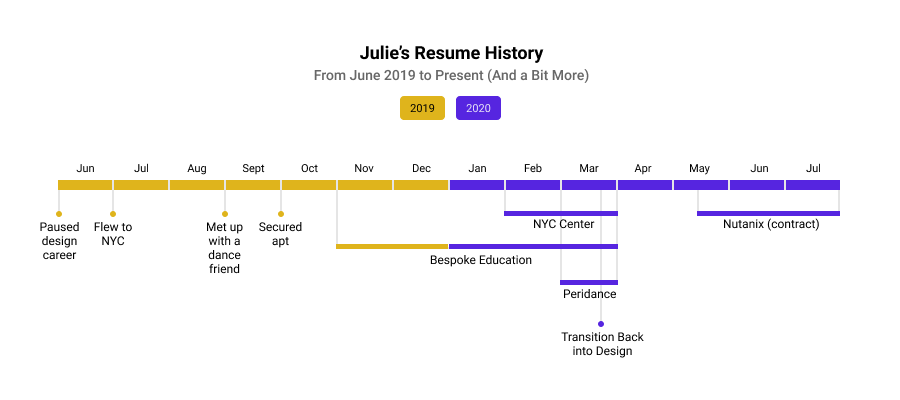 Julie’s Resume History
From June 2019 to Present (And a Bit More)
2019 2020
Jun Jul Aug Sept Oct Nov Dec Jan Feb Mar Apr May Jun Jul
Paused
design
career
Flew to
NYC
Met up
with a
dance
friend
Secured
apt
NYC Center
Nutanix (contract)
Bespoke Education
Peridance
Transition Back
into Design